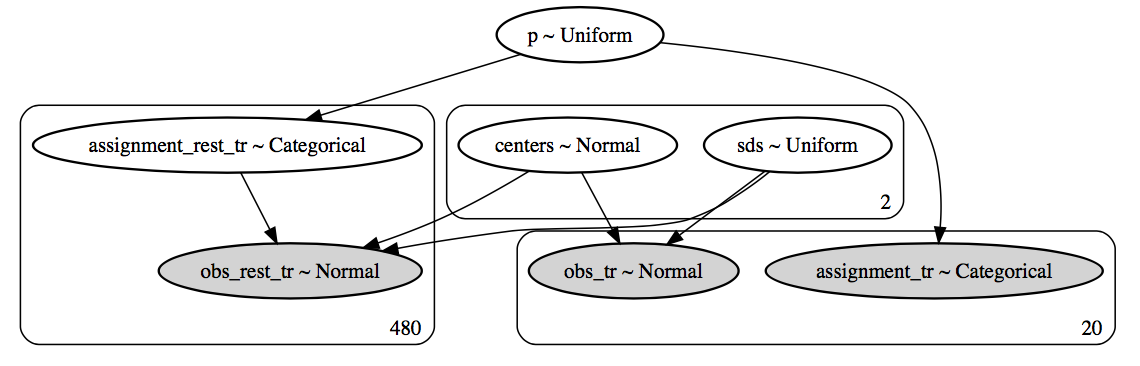 p ~ Uniform
assignment_rest_tr ~ Categorical
centers ~ Normal
sds ~ Uniform
2
obs_rest_tr ~ Normal
obs_tr ~ Normal
assignment_tr ~ Categorical
480
20